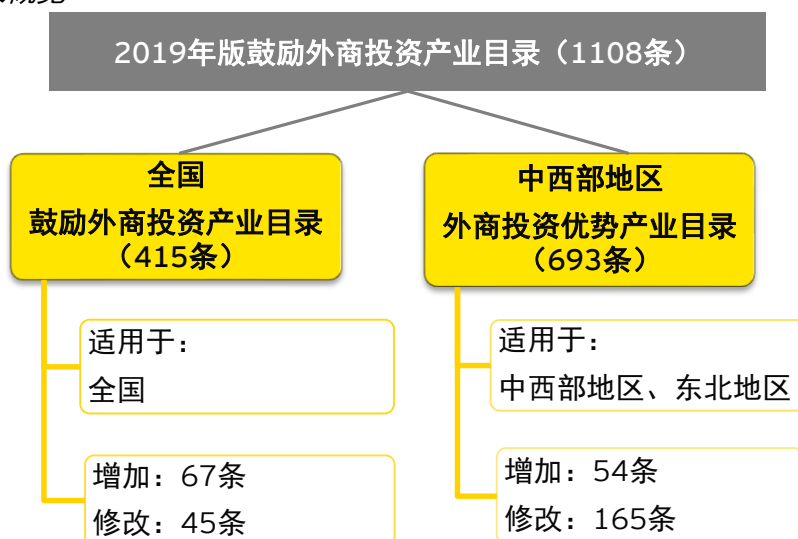 2019年版鼓励外商投资产业目录（1108条）
全国
鼓励外商投资产业目录
（415条）
适用于：
全国
增加：67条
修改：45条
中西部地区
外商投资优势产业目录
（693条）
适用于：
中西部地区、东北地区
增加：54条
修改：165条